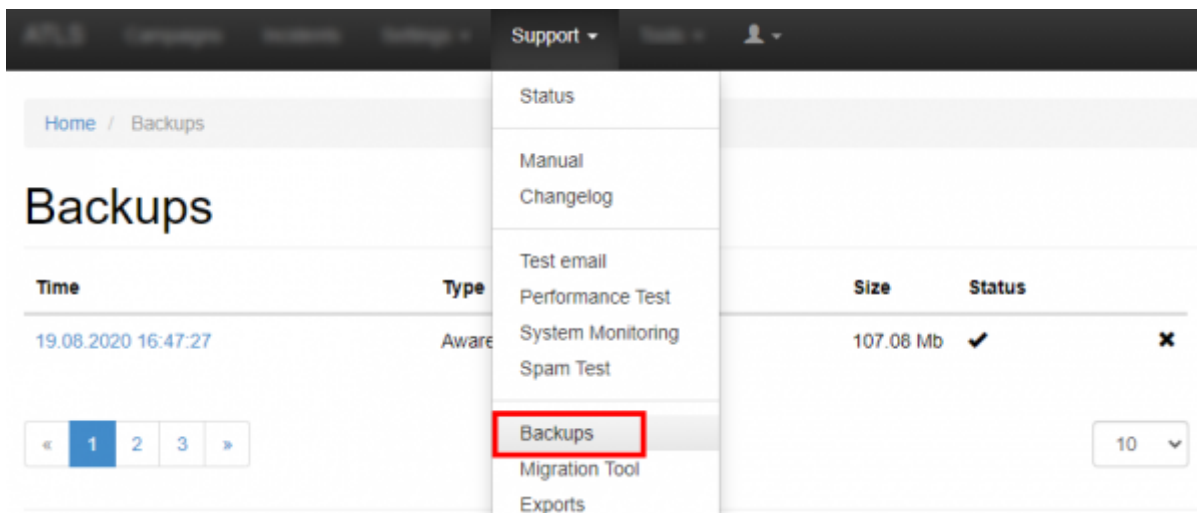 Support
Home / Backups
Status
Manual
Changelog
Backups
Test email
Performance Test
System Monitoring
Spam Test
Time Type Size Status
19.08.2020 16:47:27 Aware 107.08 Mb
« 1 2 3 »
10
Backups
Migration Tool
Exports